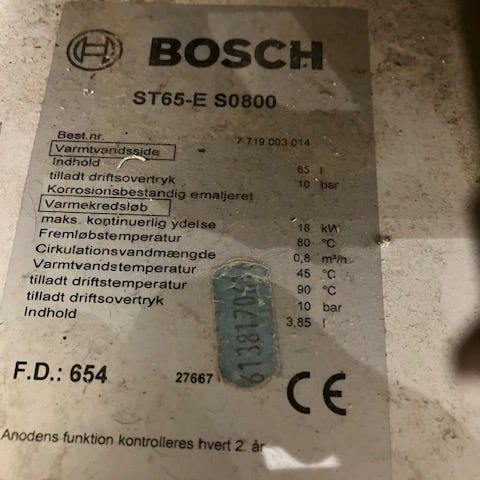 BOSCH
ST65-E S0800
Best.nr. 7 719 003 014
Varmtvandsside
Indhold 65 l
tilladt driftsovertryk 10 bar
Korrosionsbestandig emaljeret
Varmekredsløb
maks. kontinuerlig ydelse 18 kW
Fremløbstemperatur 80 °C
Cirkulationsvandmængde 0,8 m³/h
Varmtvandstemperatur 45 °C
tilladt driftstemperatur 90 °C
tilladt driftsovertryk 10 bar
Indhold 3,85 l
F.D.: 654 27667 CE
Anodens funktion kontrolleres hvert 2. år